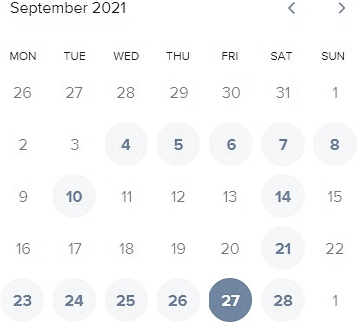 September 2021
MON TUE WED THU FRI SAT SUN
26 27 28 29 30 31 1
2 3 4 5 6 7 8
9 10 11 12 13 14 15
16 17 18 19 20 21 22
23 24 25 26 27 28 1